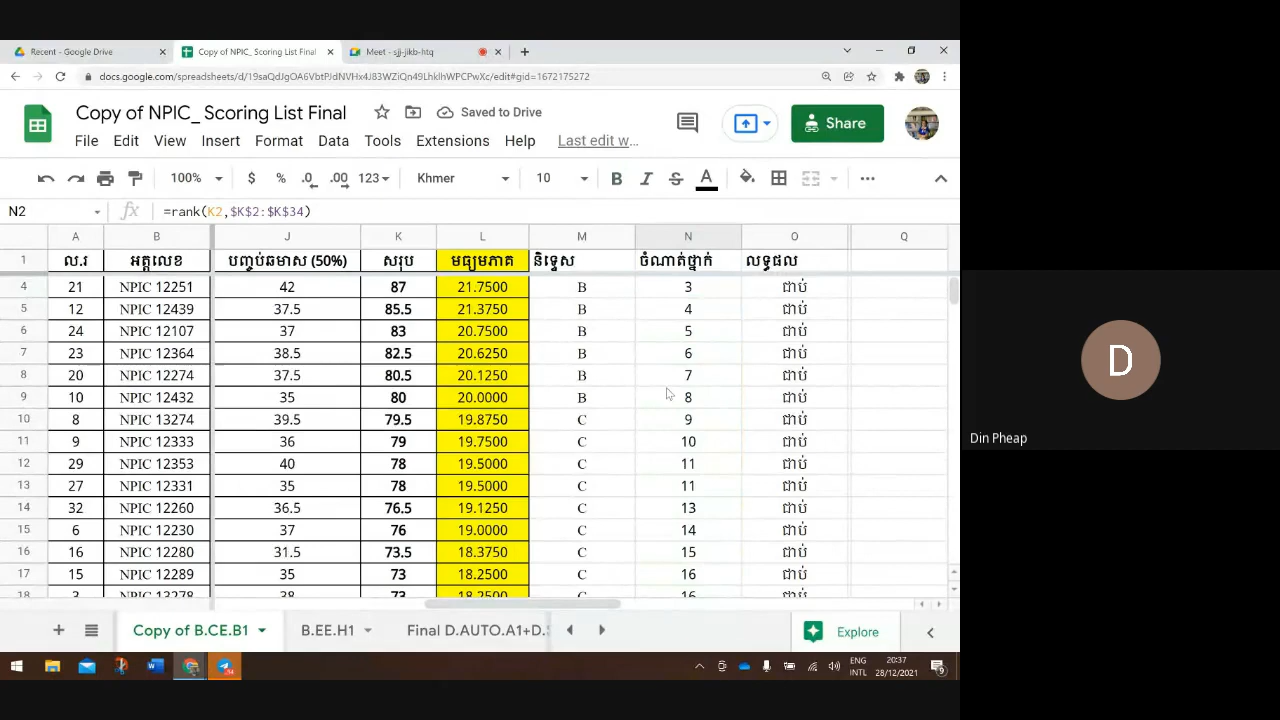 Recent - Google Drive
Copy of NPIC_ Scoring List Final
Meet - sjj-jikb-htq
docs.google.com/spreadsheets/d/19saQdJgOA6VbtPJdNVHx4J83WZiQn49LhklhWPCPwXc/edit#gid=1672175272
Copy of NPIC_ Scoring List Final
Saved to Drive
Share
File Edit View Insert Format Data Tools Extensions Help Last edit w...
100% $ % .0 .00 123 Khmer 10 B I S A
N2 fx =rank(K2,$K$2:$K$34)
A B J K L M N O Q
1 ល.រ អត្តលេខ បញ្ចប់ឆមាស (50%) សរុប មធ្យមភាគ និទ្ទេស ចំណាត់ថ្នាក់ លទ្ធផល
4 21 NPIC 12251 42 87 21.7500 B 3 ជាប់
5 12 NPIC 12439 37.5 85.5 21.3750 B 4 ជាប់
6 24 NPIC 12107 37 83 20.7500 B 5 ជាប់
7 23 NPIC 12364 38.5 82.5 20.6250 B 6 ជាប់
8 20 NPIC 12274 37.5 80.5 20.1250 B 7 ជាប់
9 10 NPIC 12432 35 80 20.0000 B 8 ជាប់
10 8 NPIC 13274 39.5 79.5 19.8750 C 9 ជាប់
11 9 NPIC 12333 36 79 19.7500 C 10 ជាប់
12 29 NPIC 12353 40 78 19.5000 C 11 ជាប់
13 27 NPIC 12331 35 78 19.5000 C 11 ជាប់
14 32 NPIC 12260 36.5 76.5 19.1250 C 13 ជាប់
15 6 NPIC 12230 37 76 19.0000 C 14 ជាប់
16 16 NPIC 12280 31.5 73.5 18.3750 C 15 ជាប់
17 15 NPIC 12289 35 73 18.2500 C 16 ជាប់
18 3 NPIC 13278 38 73 18.2500 C 16 ជាប់
Copy of B.CE.B1 B.EE.H1 Final D.AUTO.A1+D. Explore
ENG
INTL
20:37
28/12/2021
D
Din Pheap